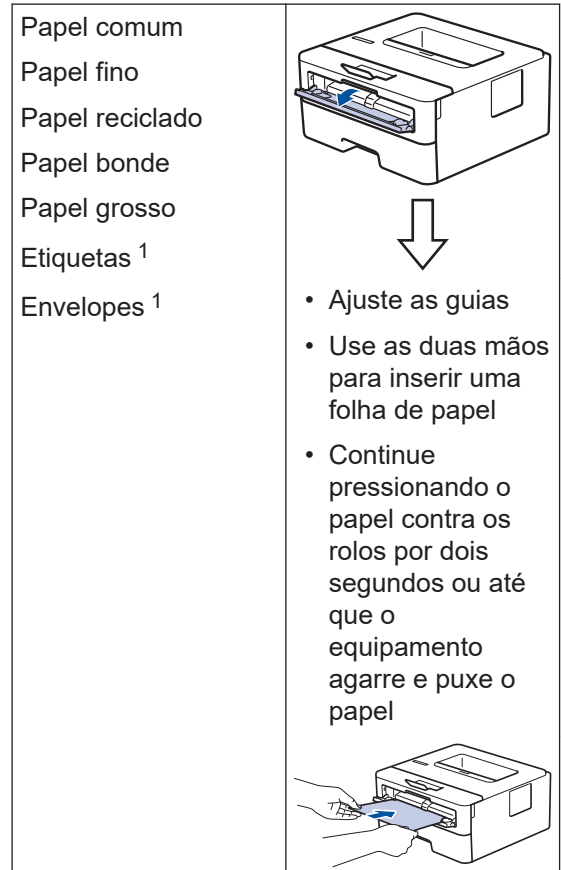 Papel comum
Papel fino
Papel reciclado
Papel bonde
Papel grosso
Etiquetas 1
Envelopes 1
• Ajuste as guias
• Use as duas mãos
para inserir uma
folha de papel
• Continue
pressionando o
papel contra os
rolos por dois
segundos ou até
que o
equipamento
agarre e puxe o
papel